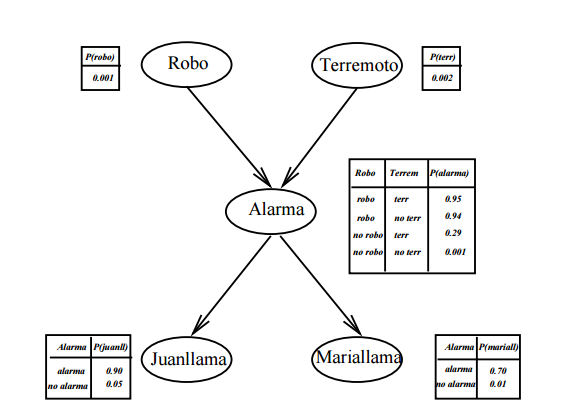 P(robo)
0.001
Robo
Terremoto
P(terr)
0.002
Robo Terrem P(alarma)
robo terr 0.95
robo no terr 0.94
no robo terr 0.29
no robo no terr 0.001
Alarma
Alarma P(juanll)
alarma 0.90
no alarma 0.05
Juanllama
Mariallama
Alarma P(mariall)
alarma 0.70
no alarma 0.01